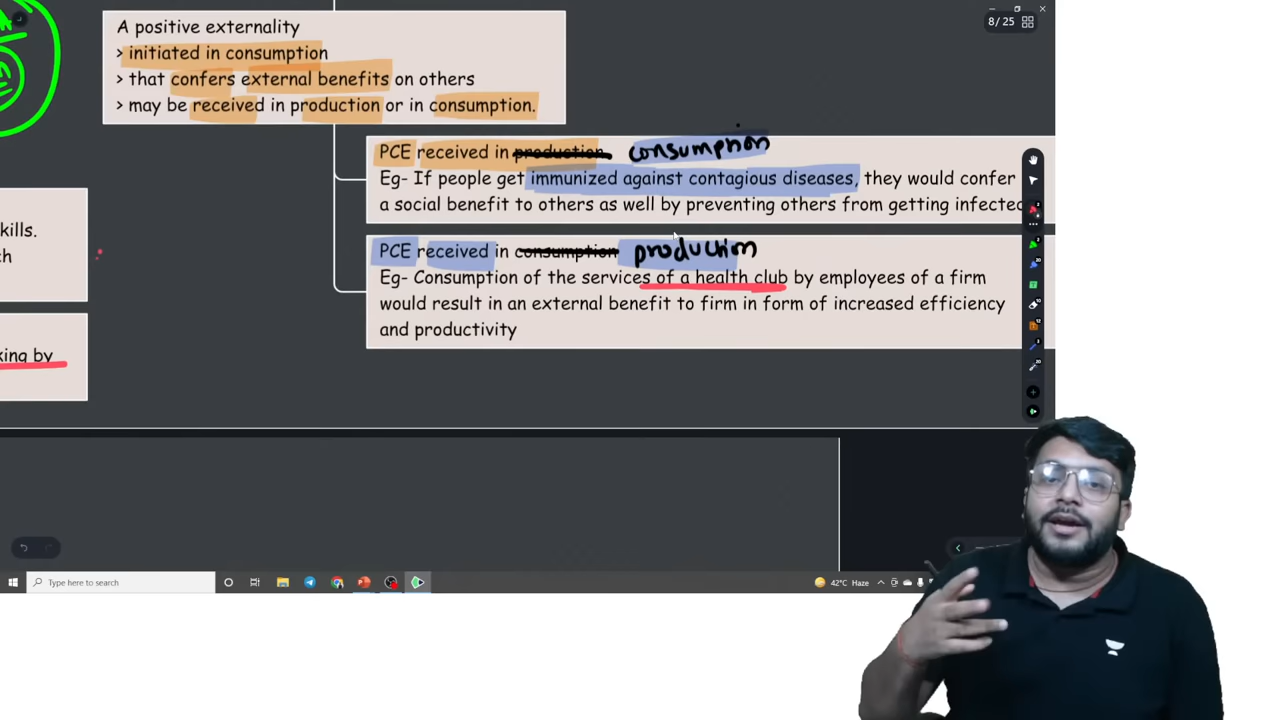 8/25
A positive externality
> initiated in consumption
> that confers external benefits on others
> may be received in production or in consumption.
PCE received in production consumption
Eg- If people get immunized against contagious diseases, they would confer
a social benefit to others as well by preventing others from getting infected
PCE received in consumption production
Eg- Consumption of the services of a health club by employees of a firm
would result in an external benefit to firm in form of increased efficiency
and productivity
kills.
ch
king by
Type here to search
42°C Haze